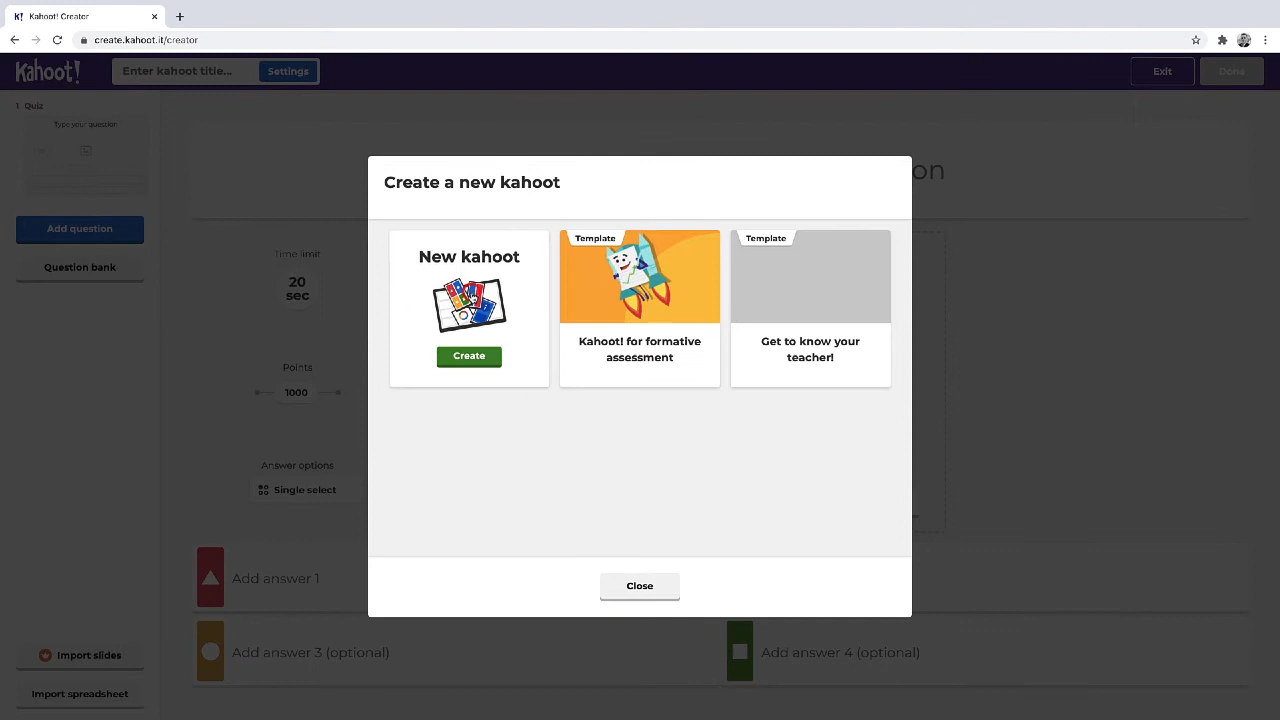 K! Kahoot! Creator
create.kahoot.it/creator
Kahoot! Enter kahoot title... Settings Exit Done
1 Quiz
Type your question
Add question
Question bank
Time limit
20
sec
Points
1000
Answer options
Single select
Create a new kahoot
New kahoot
Create
Template
Kahoot! for formative
assessment
Template
Get to know your
teacher!
Close
Add answer 1
Add answer 3 (optional)
Add answer 4 (optional)
Import slides
Import spreadsheet